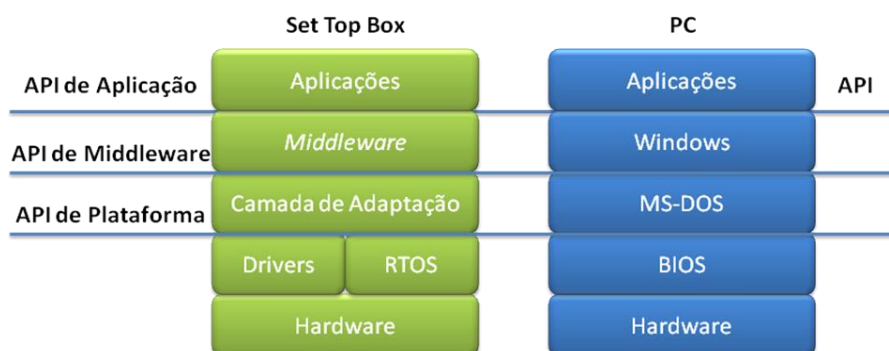 Set Top Box PC
API de Aplicação Aplicações Aplicações API
API de Middleware Middleware Windows
API de Plataforma Camada de Adaptação MS-DOS
Drivers RTOS BIOS
Hardware Hardware